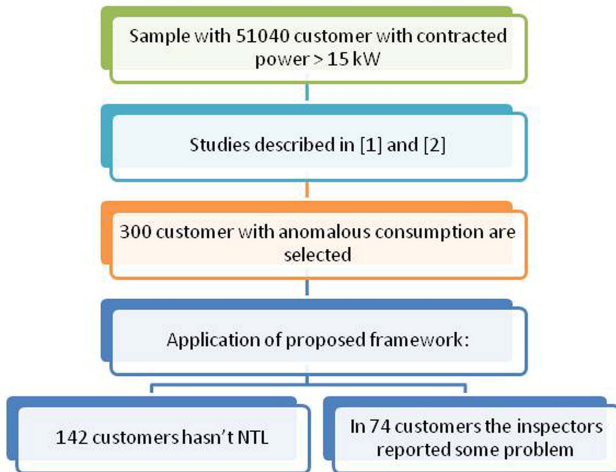 Sample with 51040 customer with contracted
power > 15 kW
Studies described in [1] and [2]
300 customer with anomalous consumption are
selected
Application of proposed framework:
142 customers hasn't NTL
In 74 customers the inspectors
reported some problem